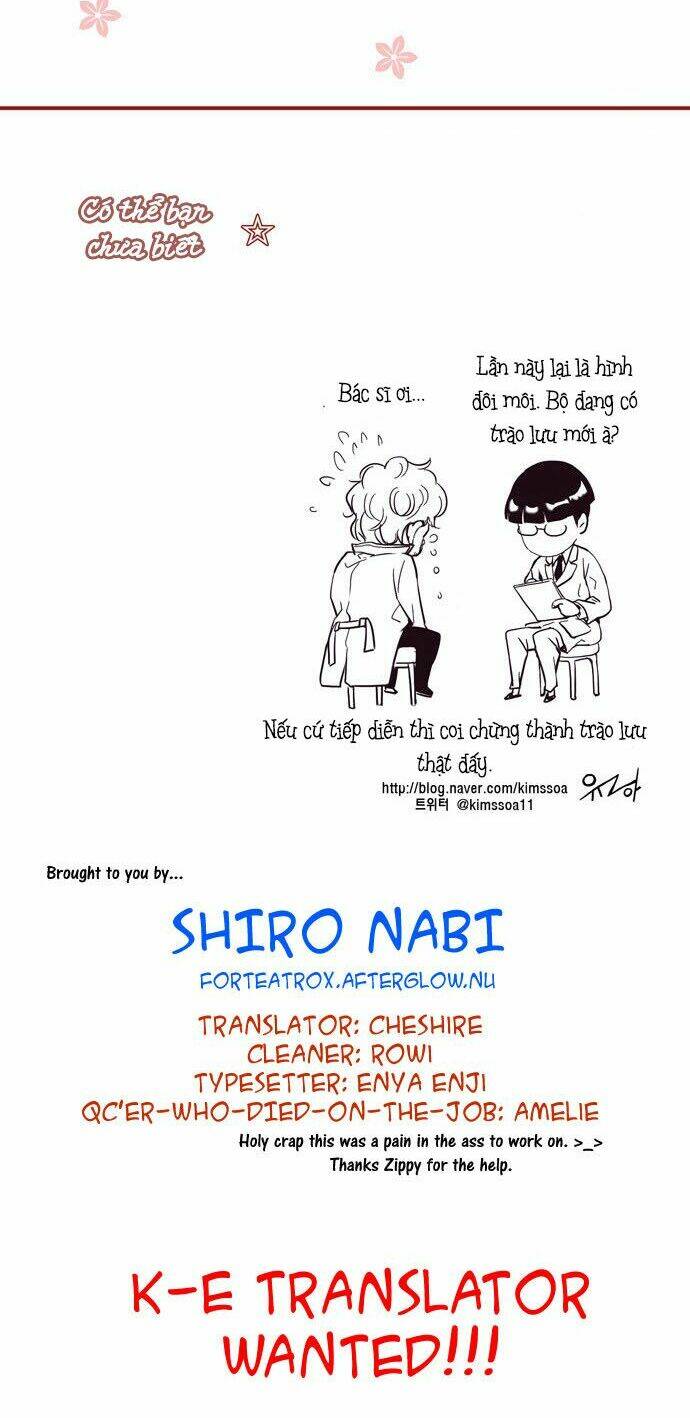 Có thể bạn
chưa biết
Bác sĩ ơi...
Lần này lại là hình
đôi môi. Bộ đang có
trào lưu mới à?
Nếu cứ tiếp diễn thì coi chừng thành trào lưu
thật đấy.
http://blog.naver.com/kimssoa
트위터 @kimssoa11
Brought to you by...
SHIRO NABI
FORTEATROX.AFTERGLOW.NU
TRANSLATOR: CHESHIRE
CLEANER: ROWI
TYPESETTER: ENYA ENJI
QC'ER-WHO-DIED-ON-THE-JOB: AMELIE
Holy crap this was a pain in the ass to work on. >_>
Thanks Zippy for the help.
K-E TRANSLATOR
WANTED!!!